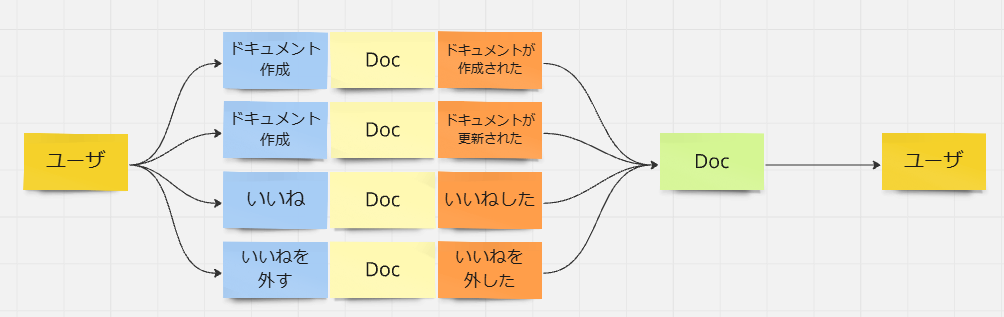 ドキュメント
作成
Doc
ドキュメントが
作成された
ドキュメント
作成
Doc
ドキュメントが
更新された
ユーザ
いいね
Doc
いいねした
いいねを
外す
Doc
いいねを
外した
Doc
ユーザ